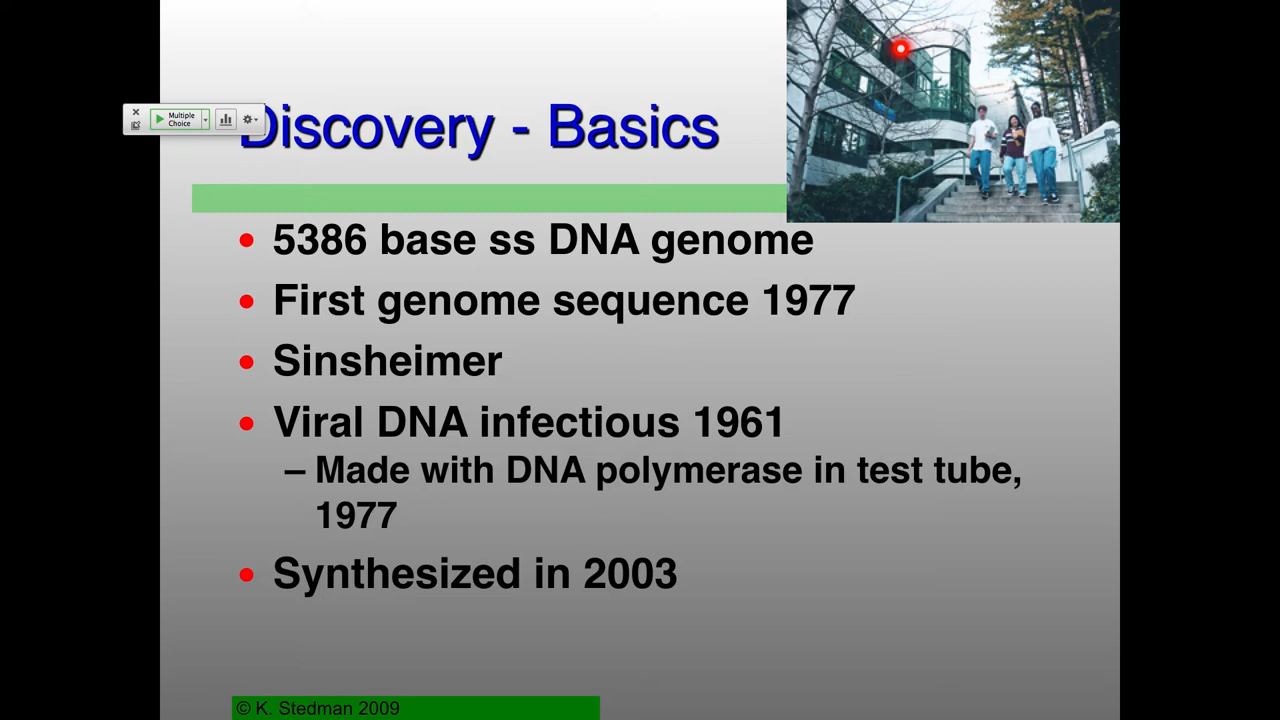 Multiple
Choice
Discovery - Basics
• 5386 base ss DNA genome
• First genome sequence 1977
• Sinsheimer
• Viral DNA infectious 1961
– Made with DNA polymerase in test tube,
1977
• Synthesized in 2003
© K. Stedman 2009